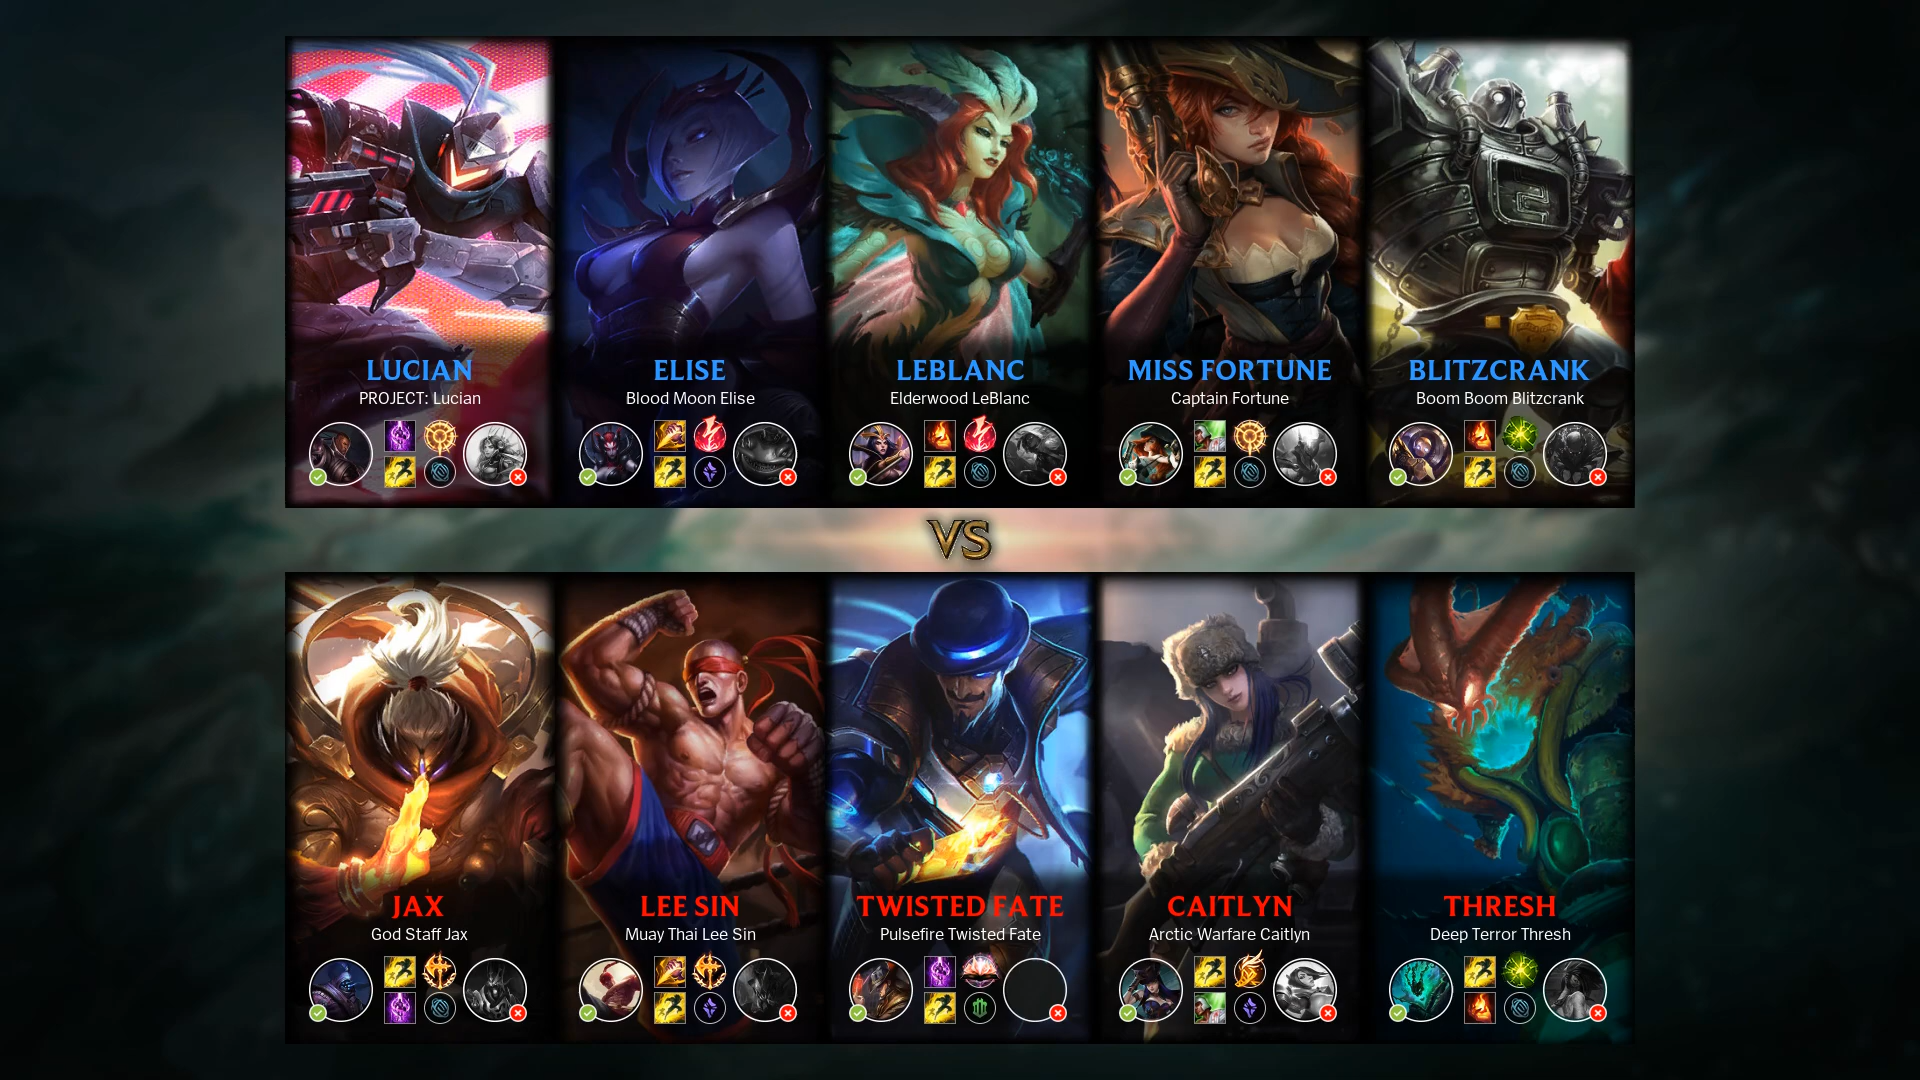 LUCIAN
PROJECT: Lucian
ELISE
Blood Moon Elise
LEBLANC
Elderwood LeBlanc
MISS FORTUNE
Captain Fortune
BLITZCRANK
Boom Boom Blitzcrank
VS
JAX
God Staff Jax
LEE SIN
Muay Thai Lee Sin
TWISTED FATE
Pulsefire Twisted Fate
CAITLYN
Arctic Warfare Caitlyn
THRESH
Deep Terror Thresh